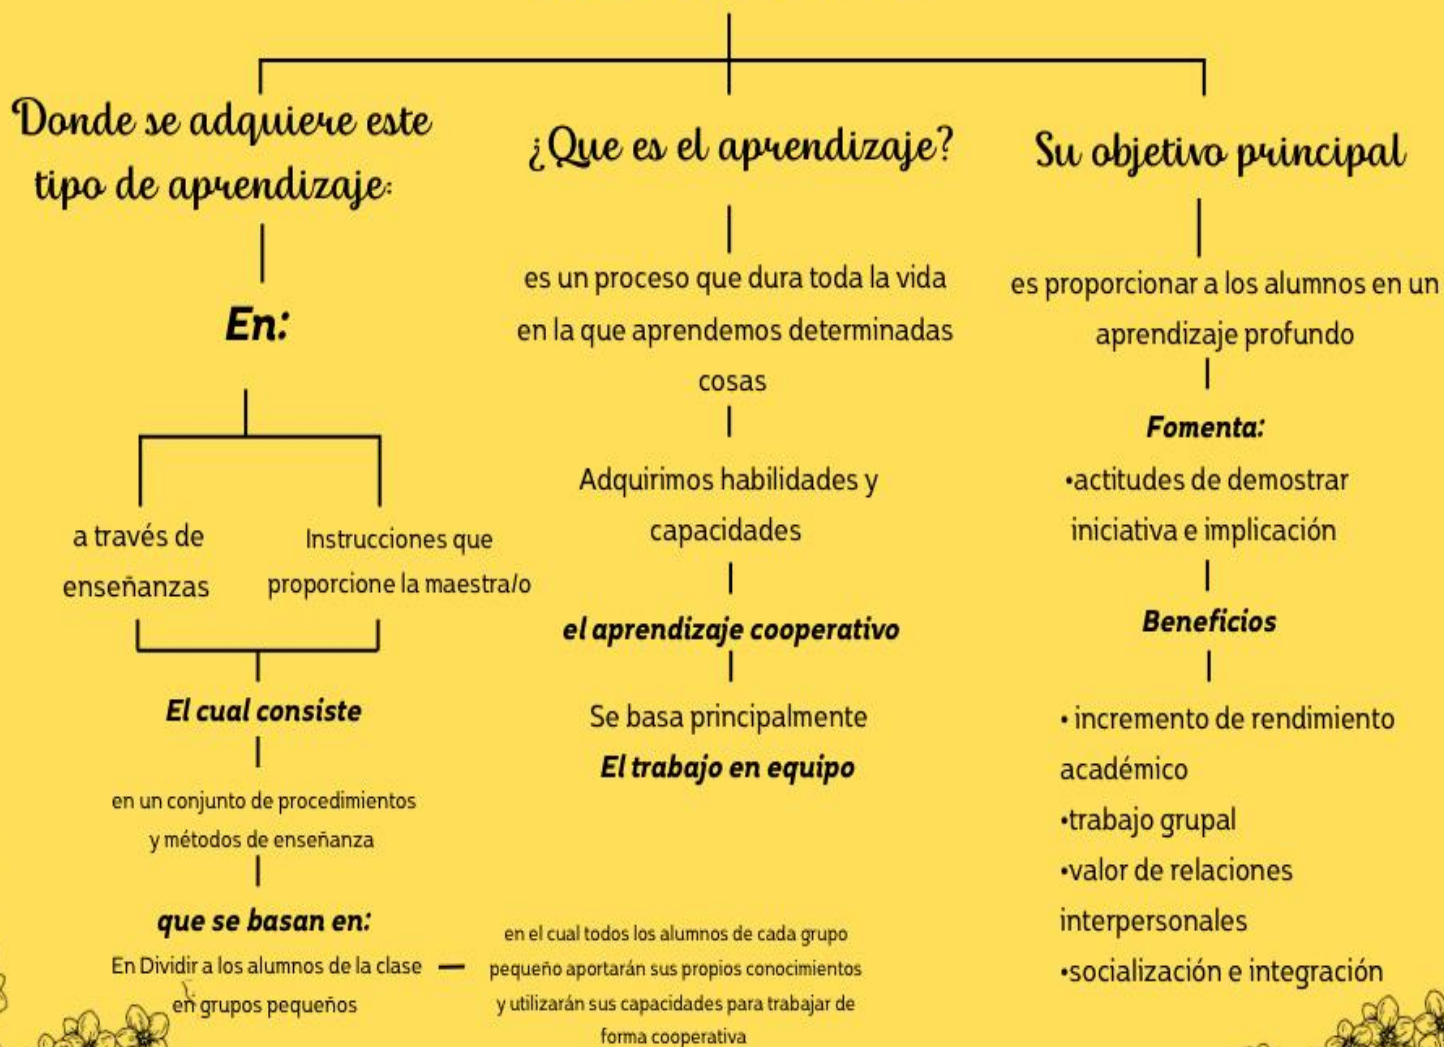 Donde se adquiere este
tipo de aprendizaje:
En:
a través de
enseñanzas
Instrucciones que
proporcione la maestra/o
El cual consiste
en un conjunto de procedimientos
y métodos de enseñanza
que se basan en:
En Dividir a los alumnos de la clase
en grupos pequeños
en el cual todos los alumnos de cada grupo
pequeño aportarán sus propios conocimientos
y utilizarán sus capacidades para trabajar de
forma cooperativa
¿Que es el aprendizaje?
es un proceso que dura toda la vida
en la que aprendemos determinadas
cosas
Adquirimos habilidades y
capacidades
el aprendizaje cooperativo
Se basa principalmente
El trabajo en equipo
Su objetivo principal
es proporcionar a los alumnos en un
aprendizaje profundo
Fomenta:
•actitudes de demostrar
iniciativa e implicación
Beneficios
• incremento de rendimiento
académico
•trabajo grupal
•valor de relaciones
interpersonales
•socialización e integración